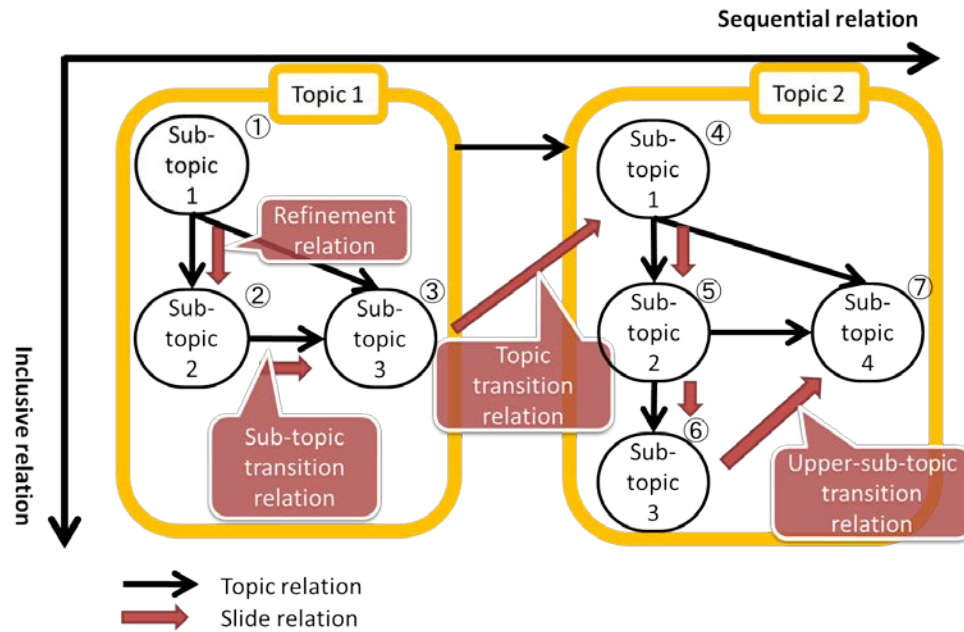 Sequential relation
Inclusive relation
Topic 1
①
Sub-
topic
1
Refinement
relation
②
Sub-
topic
2
③
Sub-
topic
3
Sub-topic
transition
relation
Topic
transition
relation
Topic 2
④
Sub-
topic
1
⑤
Sub-
topic
2
⑥
Sub-
topic
3
⑦
Sub-
topic
4
Upper-sub-topic
transition
relation
Topic relation
Slide relation